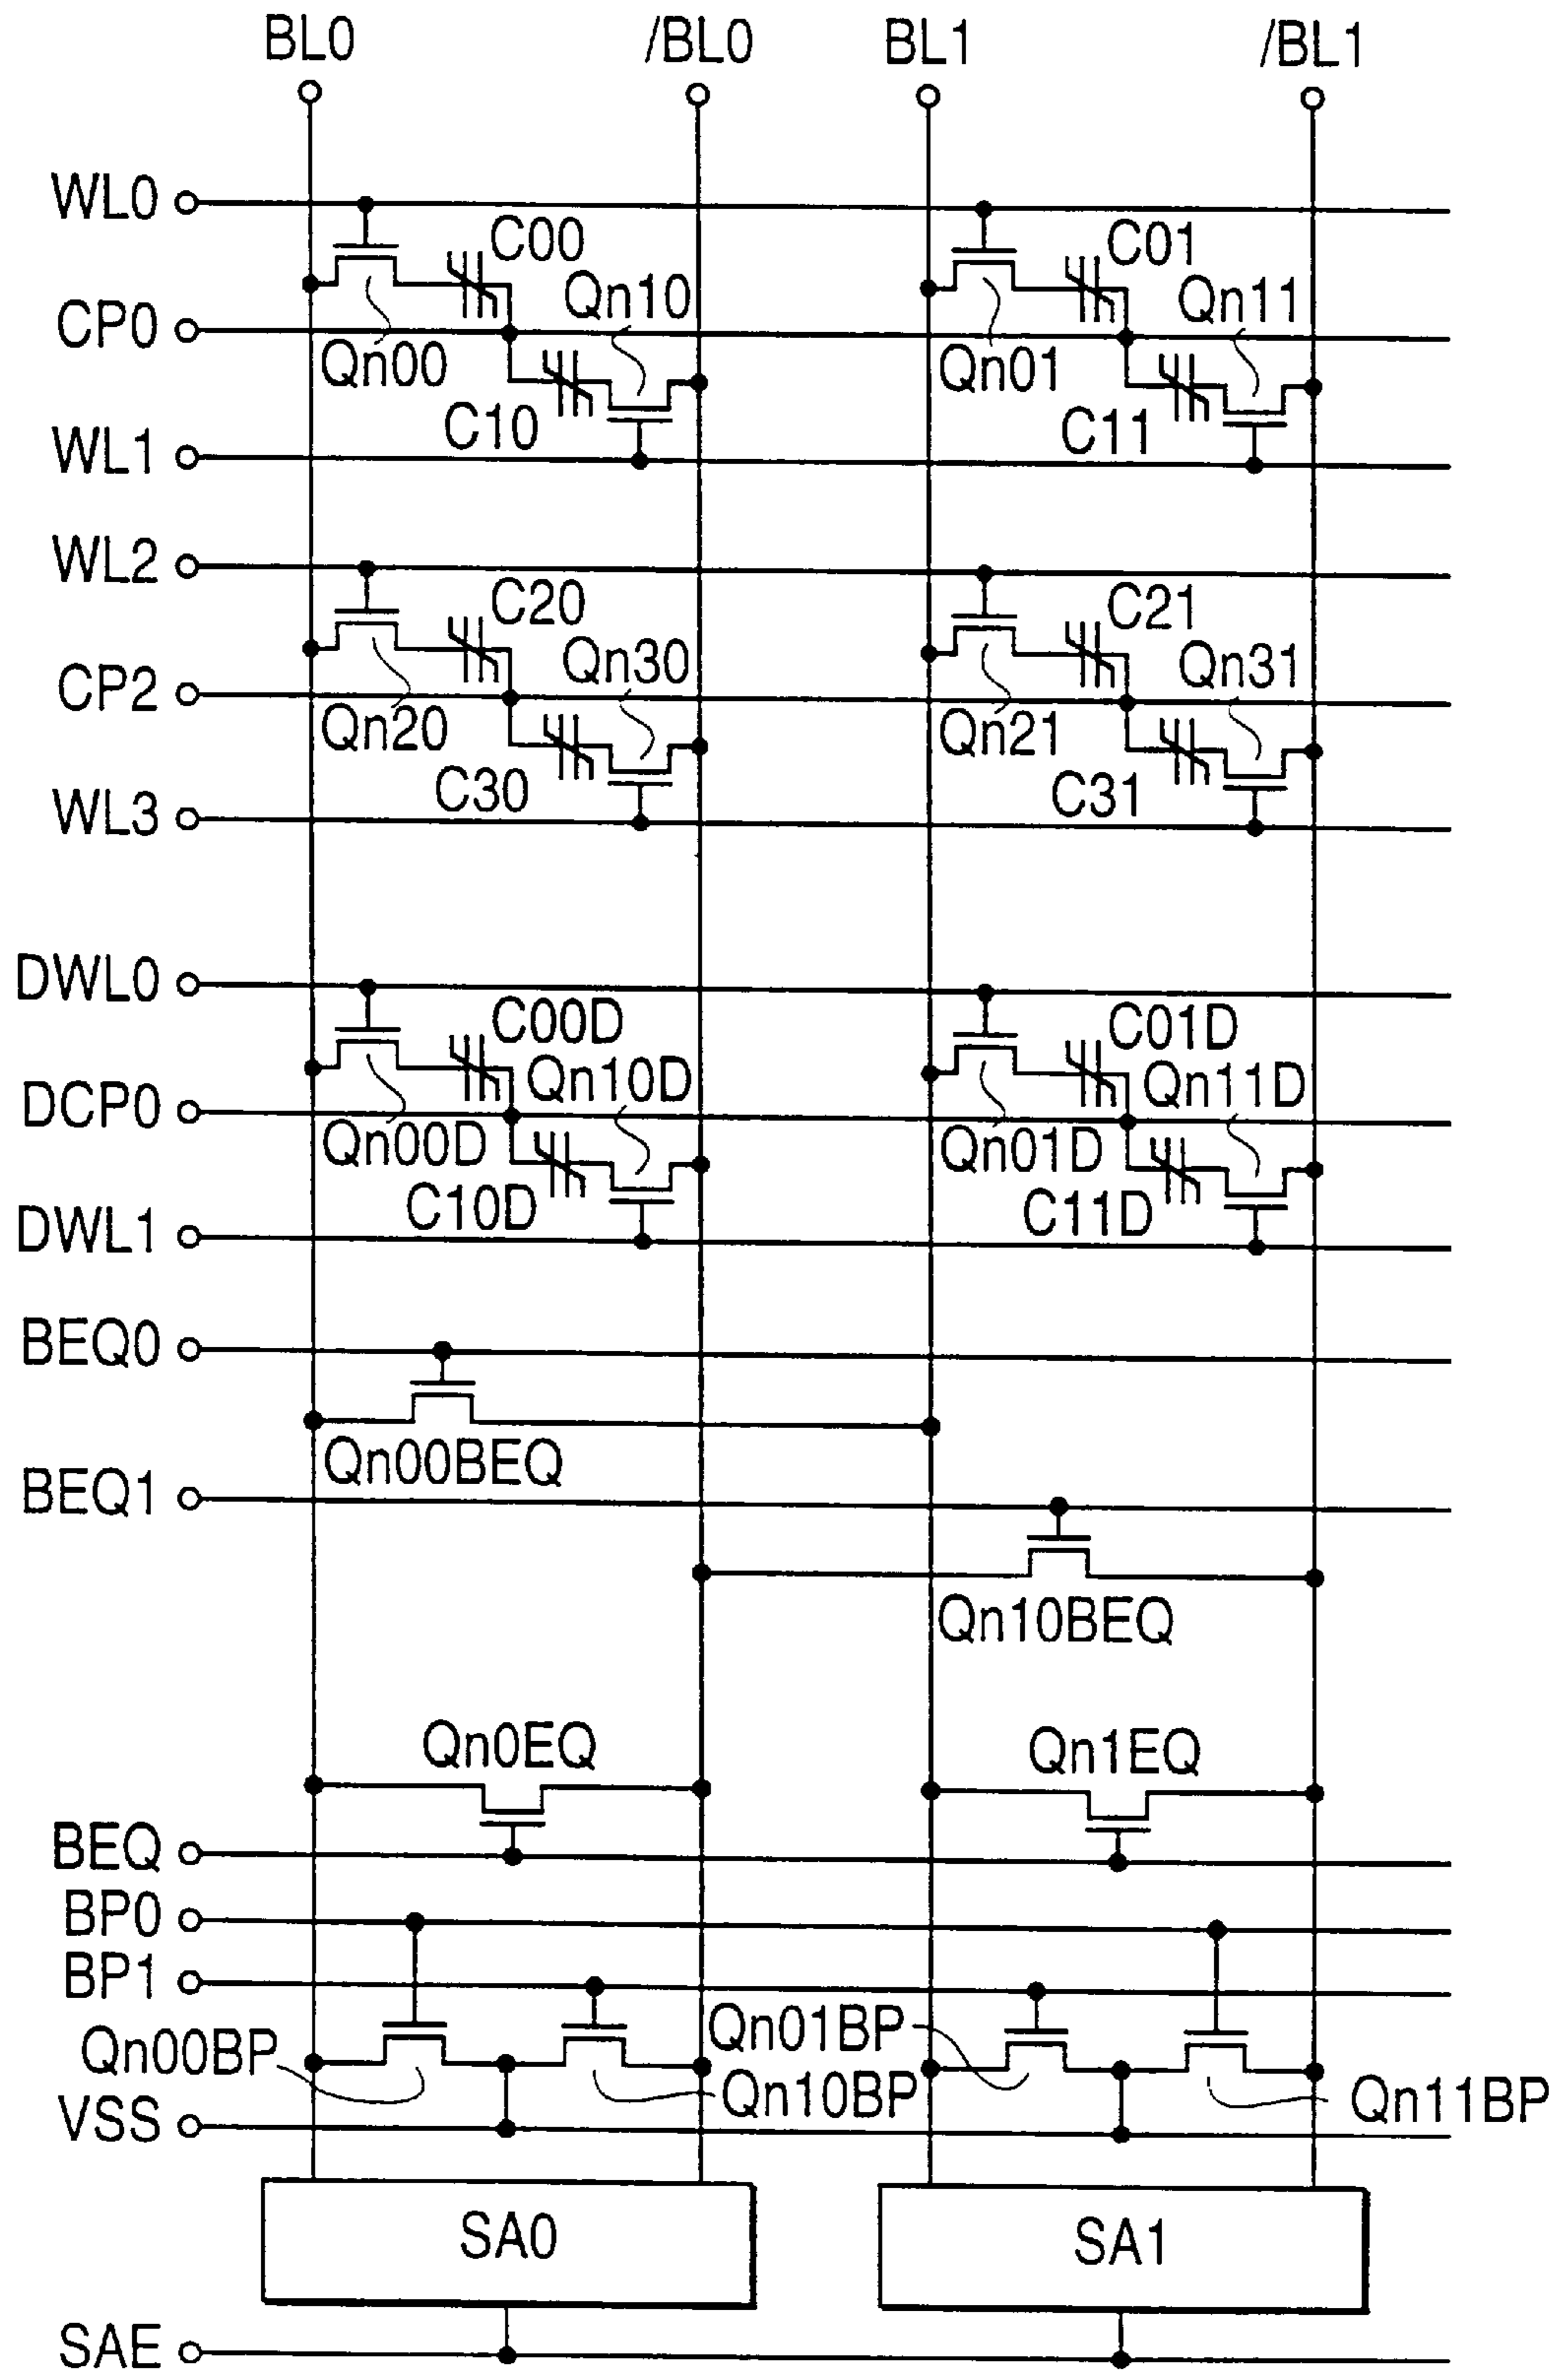 BL0 /BL0 BL1 /BL1
WL0
C00 C01
Qn10 Qn11
CP0
Qn00 Qn01
C10 C11
WL1
WL2
C20 C21
Qn30 Qn31
CP2
Qn20 Qn21
C30 C31
WL3
DWL0
C00D C01D
Qn10D Qn11D
DCP0
Qn00D Qn01D
C10D C11D
DWL1
BEQ0
Qn00BEQ
BEQ1
Qn10BEQ
Qn0EQ Qn1EQ
BEQ
BP0
BP1
Qn01BP
Qn00BP
Qn10BP Qn11BP
VSS
SA0 SA1
SAE